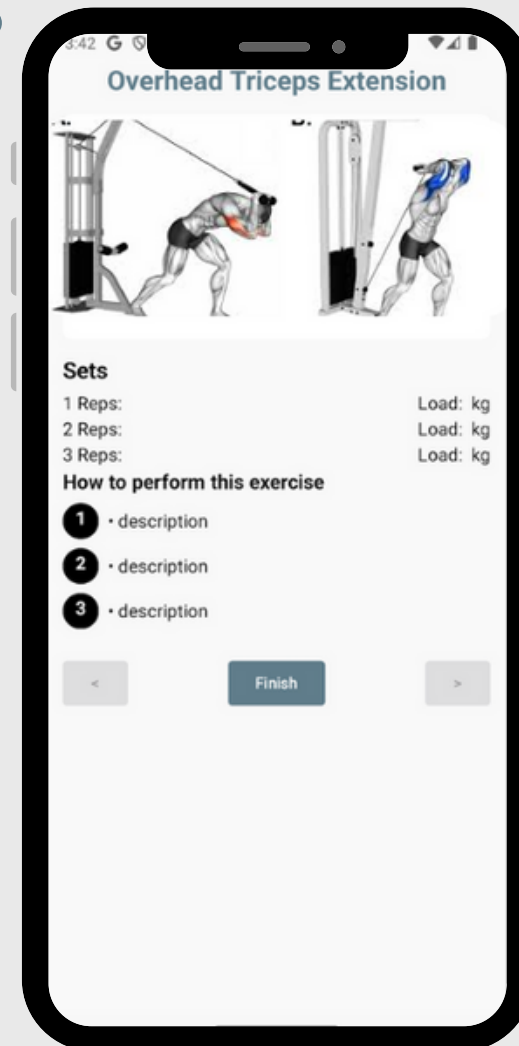 3:42 G
Overhead Triceps Extension
Sets
1 Reps: Load: kg
2 Reps: Load: kg
3 Reps: Load: kg
How to perform this exercise
1 • description
2 • description
3 • description
< Finish >